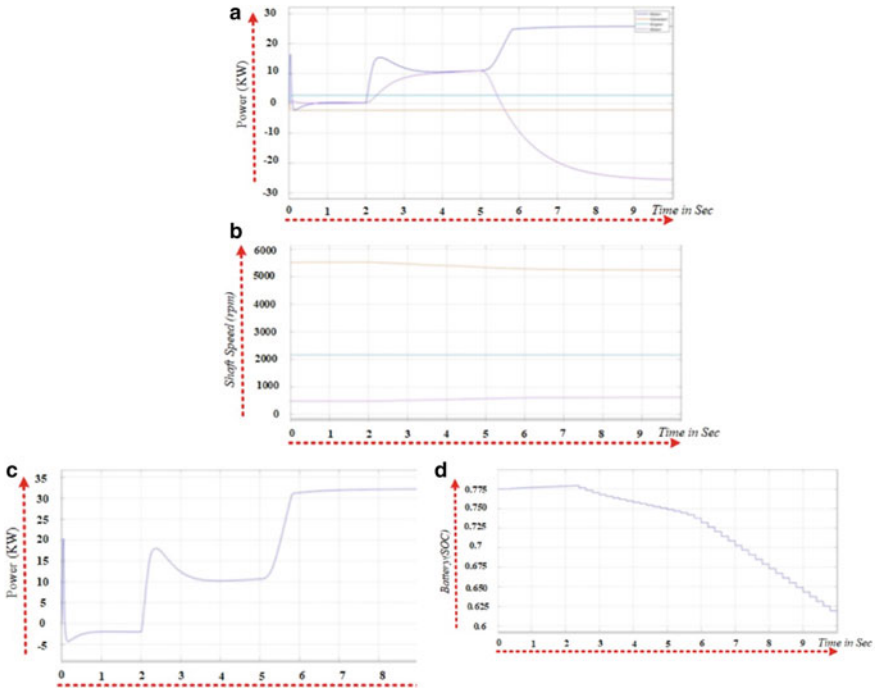 a
Power (KW)
30
20
10
0
-10
-20
-30
0 1 2 3 4 5 6 7 8 9 Time in Sec
b
Shaft Speed (rpm)
6000
5000
4000
3000
2000
1000
0
0 1 2 3 4 5 6 7 8 9 Time in Sec
c
Power (KW)
35
30
25
20
15
10
5
0
-5
0 1 2 3 4 5 6 7 8
d
Battery(SOC)
0.775
0.750
0.725
0.7
0.675
0.650
0.625
0.6
0 1 2 3 4 5 6 7 8 9 Time in Sec